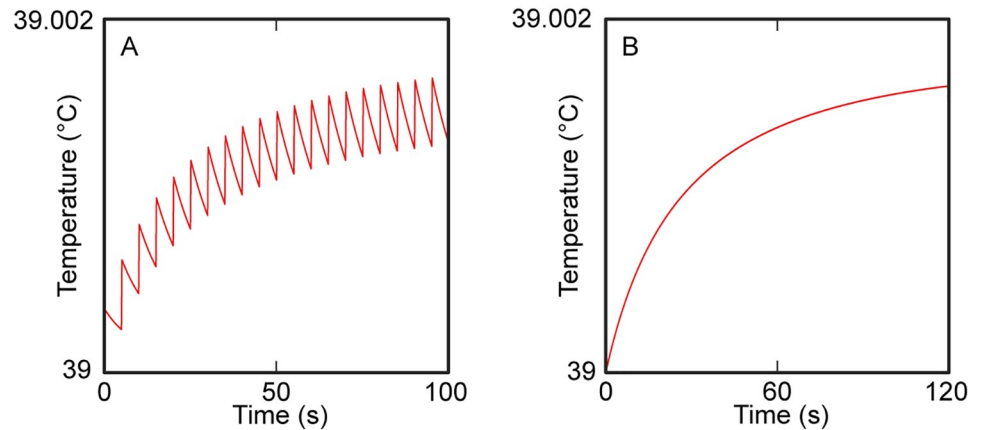 39.002
A
Temperature (°C)
39
0
50
100
Time (s)
39.002
B
Temperature (°C)
39
0
60
120
Time (s)